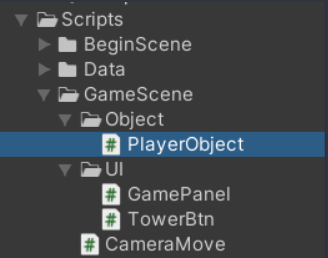 Scripts
BeginScene
Data
GameScene
Object
PlayerObject
UI
GamePanel
TowerBtn
CameraMove